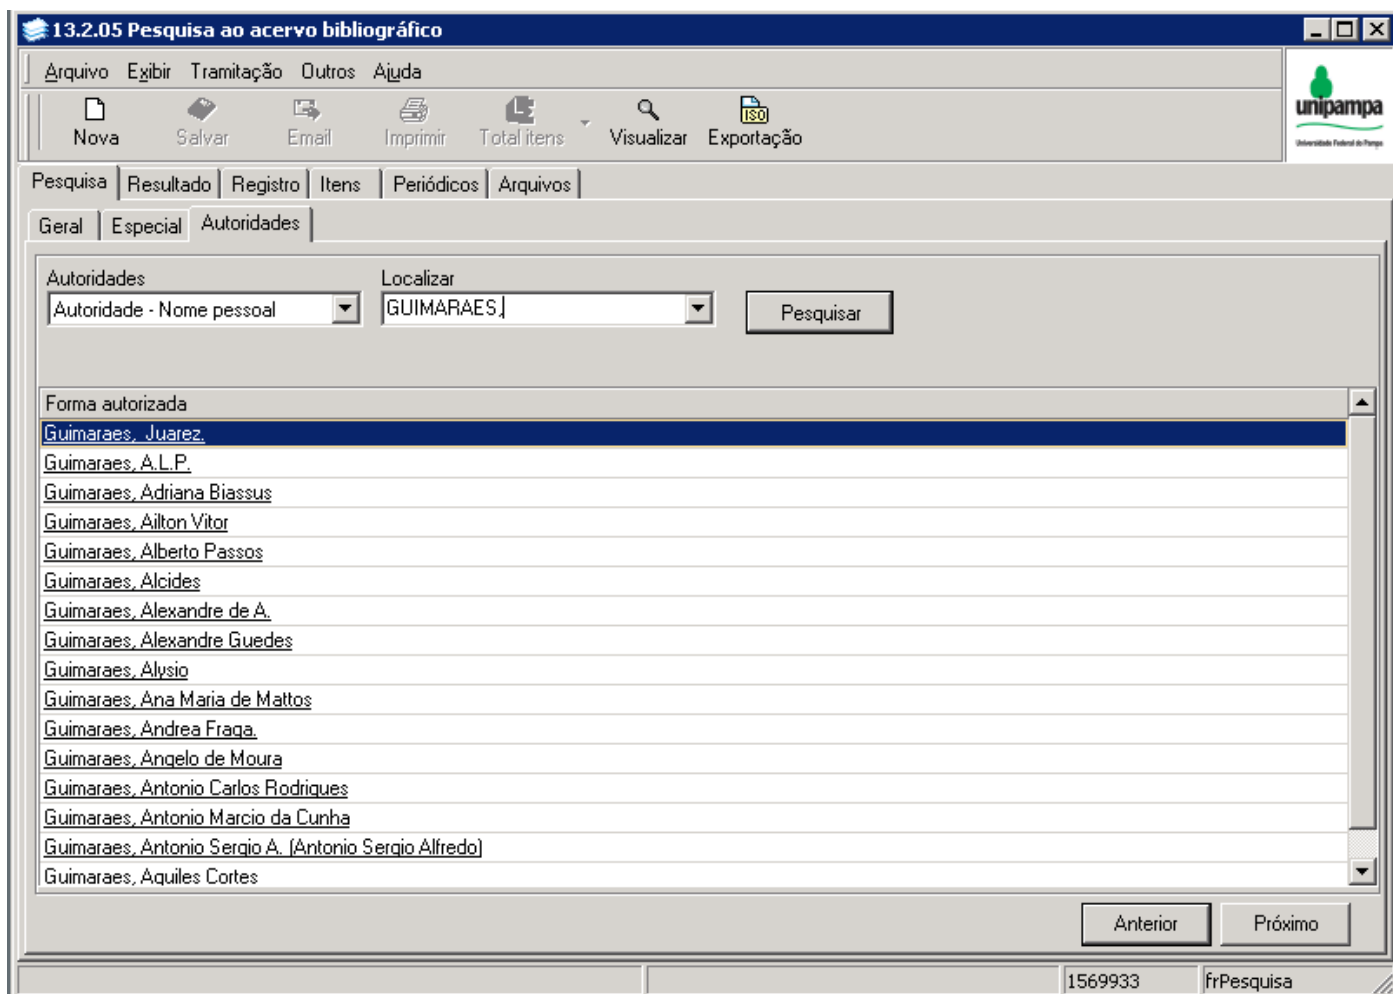 13.2.05 Pesquisa ao acervo bibliográfico
Arquivo Exibir Tramitação Outros Ajuda
Nova Salvar Email Imprimir Total itens Visualizar Exportação
ISO
unipampa
Universidade Federal do Pampa
Pesquisa Resultado Registro Itens Periódicos Arquivos
Geral Especial Autoridades
Autoridades Localizar
Autoridade - Nome pessoal GUIMARAES, Pesquisar
Forma autorizada
Guimaraes, Juarez.
Guimaraes, A.L.P.
Guimaraes, Adriana Biassus
Guimaraes, Ailton Vitor
Guimaraes, Alberto Passos
Guimaraes, Alcides
Guimaraes, Alexandre de A.
Guimaraes, Alexandre Guedes
Guimaraes, Alysio
Guimaraes, Ana Maria de Mattos
Guimaraes, Andrea Fraga.
Guimaraes, Angelo de Moura
Guimaraes, Antonio Carlos Rodrigues
Guimaraes, Antonio Marcio da Cunha
Guimaraes, Antonio Sergio A. (Antonio Sergio Alfredo)
Guimaraes, Aquiles Cortes
Anterior Próximo
1569933 frPesquisa